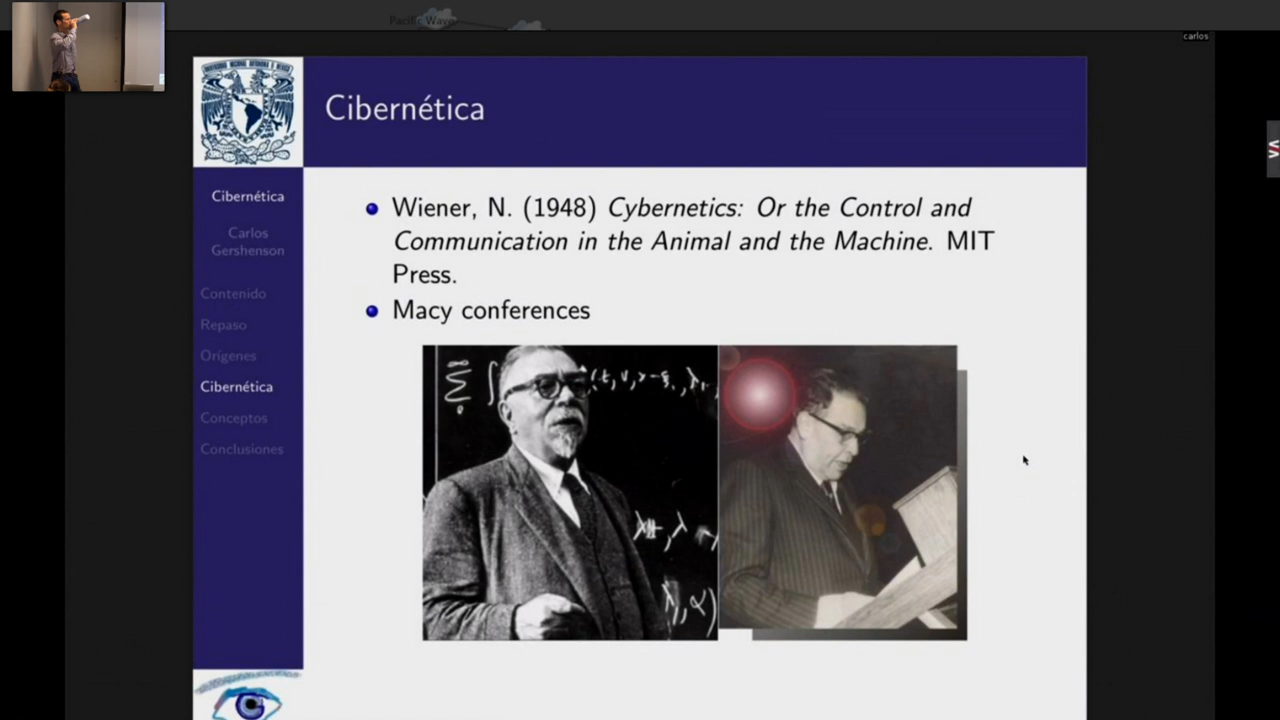 Pacific Wave
carlos
Cibernética
Cibernética
Carlos
Gershenson
Contenido
Repaso
Orígenes
Cibernética
Conceptos
Conclusiones
Wiener, N. (1948) Cybernetics: Or the Control and
Communication in the Animal and the Machine. MIT
Press.
Macy conferences